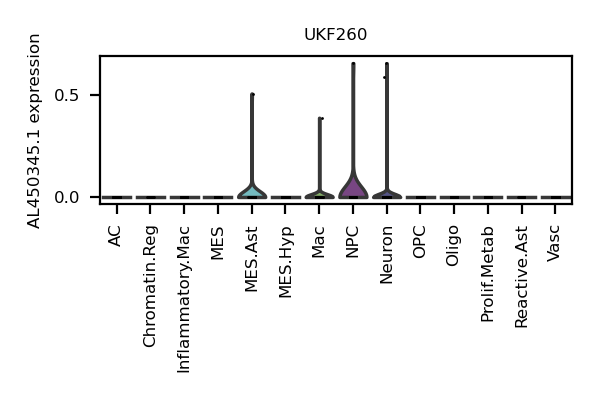 UKF260
AL450345.1 expression
0.5
0.0
AC
Chromatin.Reg
Inflammatory.Mac
MES
MES.Ast
MES.Hyp
Mac
NPC
Neuron
OPC
Oligo
Prolif.Metab
Reactive.Ast
Vasc